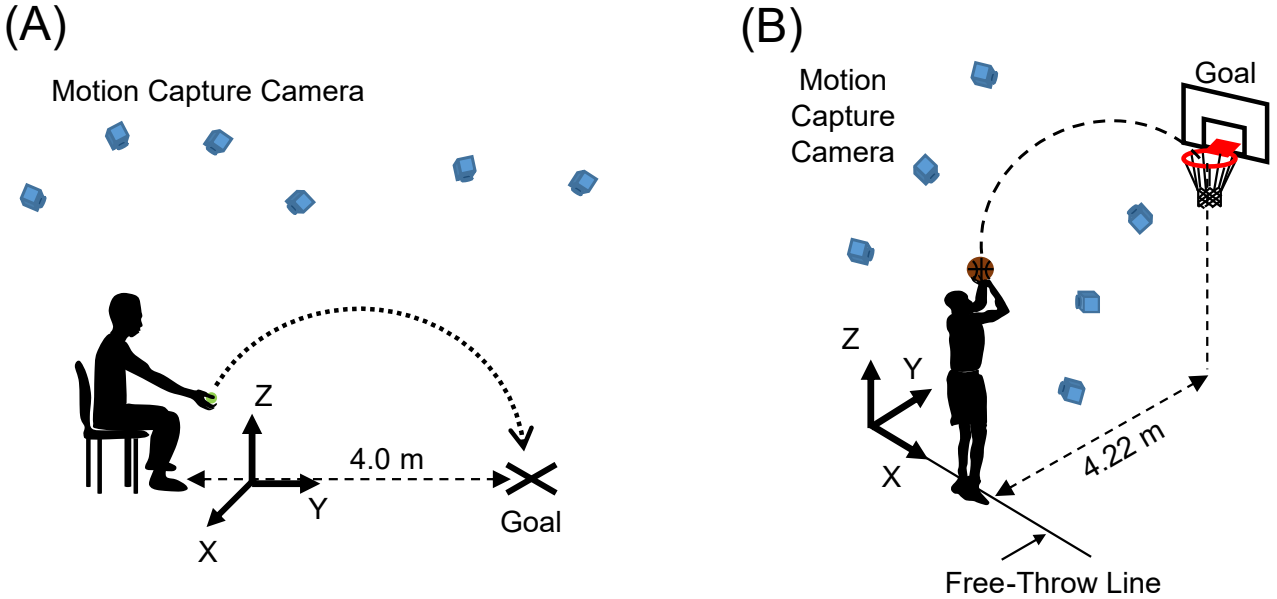 (A)
Motion Capture Camera
Z
4.0 m
Y
X
Goal
(B)
Motion
Capture
Camera
Goal
Z
Y
X
4.22 m
Free-Throw Line